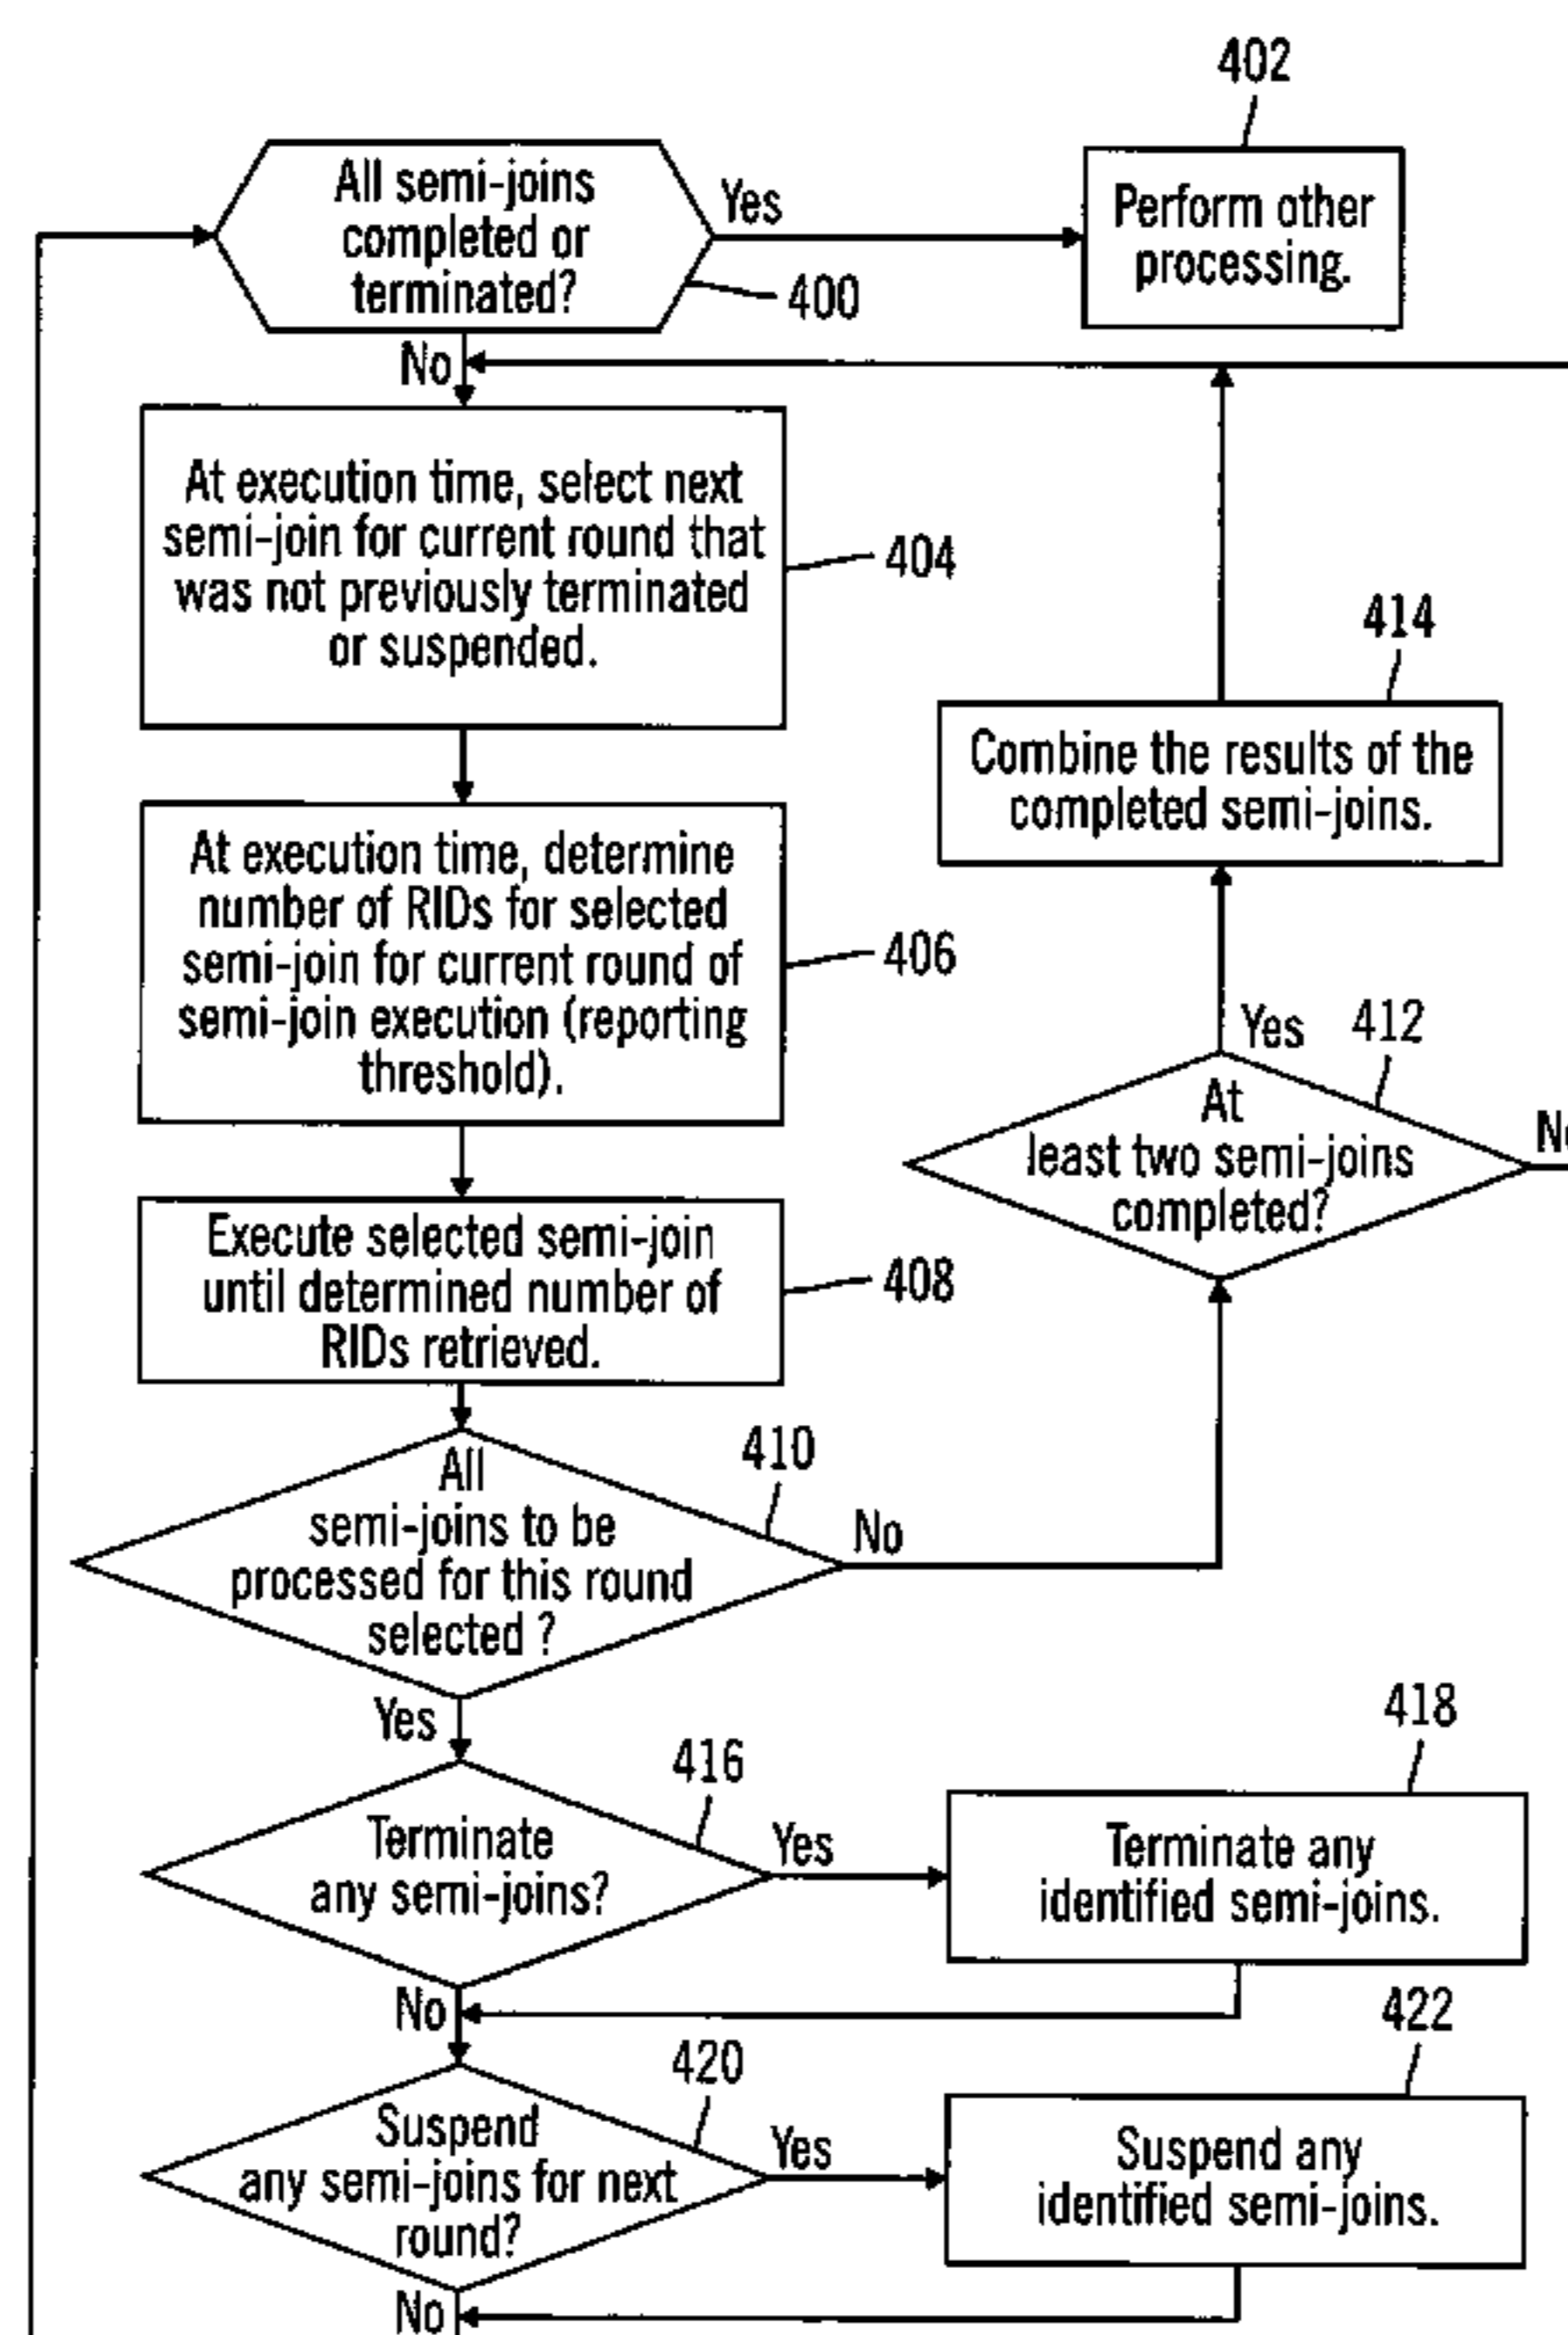 402
All semi-joins
completed or
terminated?
Yes
Perform other
processing.
400
No
At execution time, select next
semi-join for current round that
was not previously terminated
or suspended.
404
414
Combine the results of the
completed semi-joins.
At execution time, determine
number of RIDs for selected
semi-join for current round of
semi-join execution (reporting
threshold).
406
Yes
412
At
least two semi-joins
completed?
Execute selected semi-join
until determined number of
RIDs retrieved.
408
All
semi-joins to be
processed for this round
selected ?
410
No
Yes
416
Terminate
any semi-joins?
Yes
418
Terminate any
identified semi-joins.
No
420
Suspend
any semi-joins for next
round?
Yes
422
Suspend any
identified semi-joins.
No